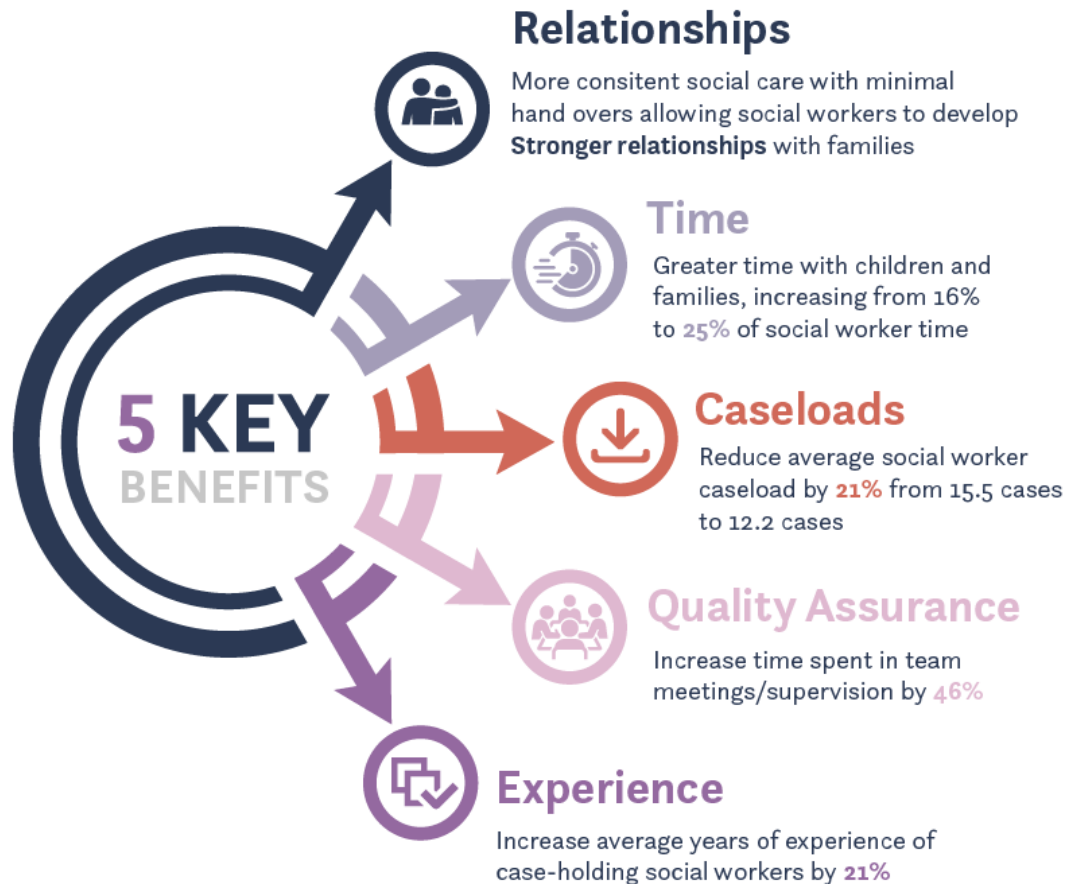 5 KEY
BENEFITS
Relationships
More consitent social care with minimal
hand overs allowing social workers to develop
Stronger relationships with families
Time
Greater time with children and
families, increasing from 16%
to 25% of social worker time
Caseloads
Reduce average social worker
caseload by 21% from 15.5 cases
to 12.2 cases
Quality Assurance
Increase time spent in team
meetings/supervision by 46%
Experience
Increase average years of experience of
case-holding social workers by 21%